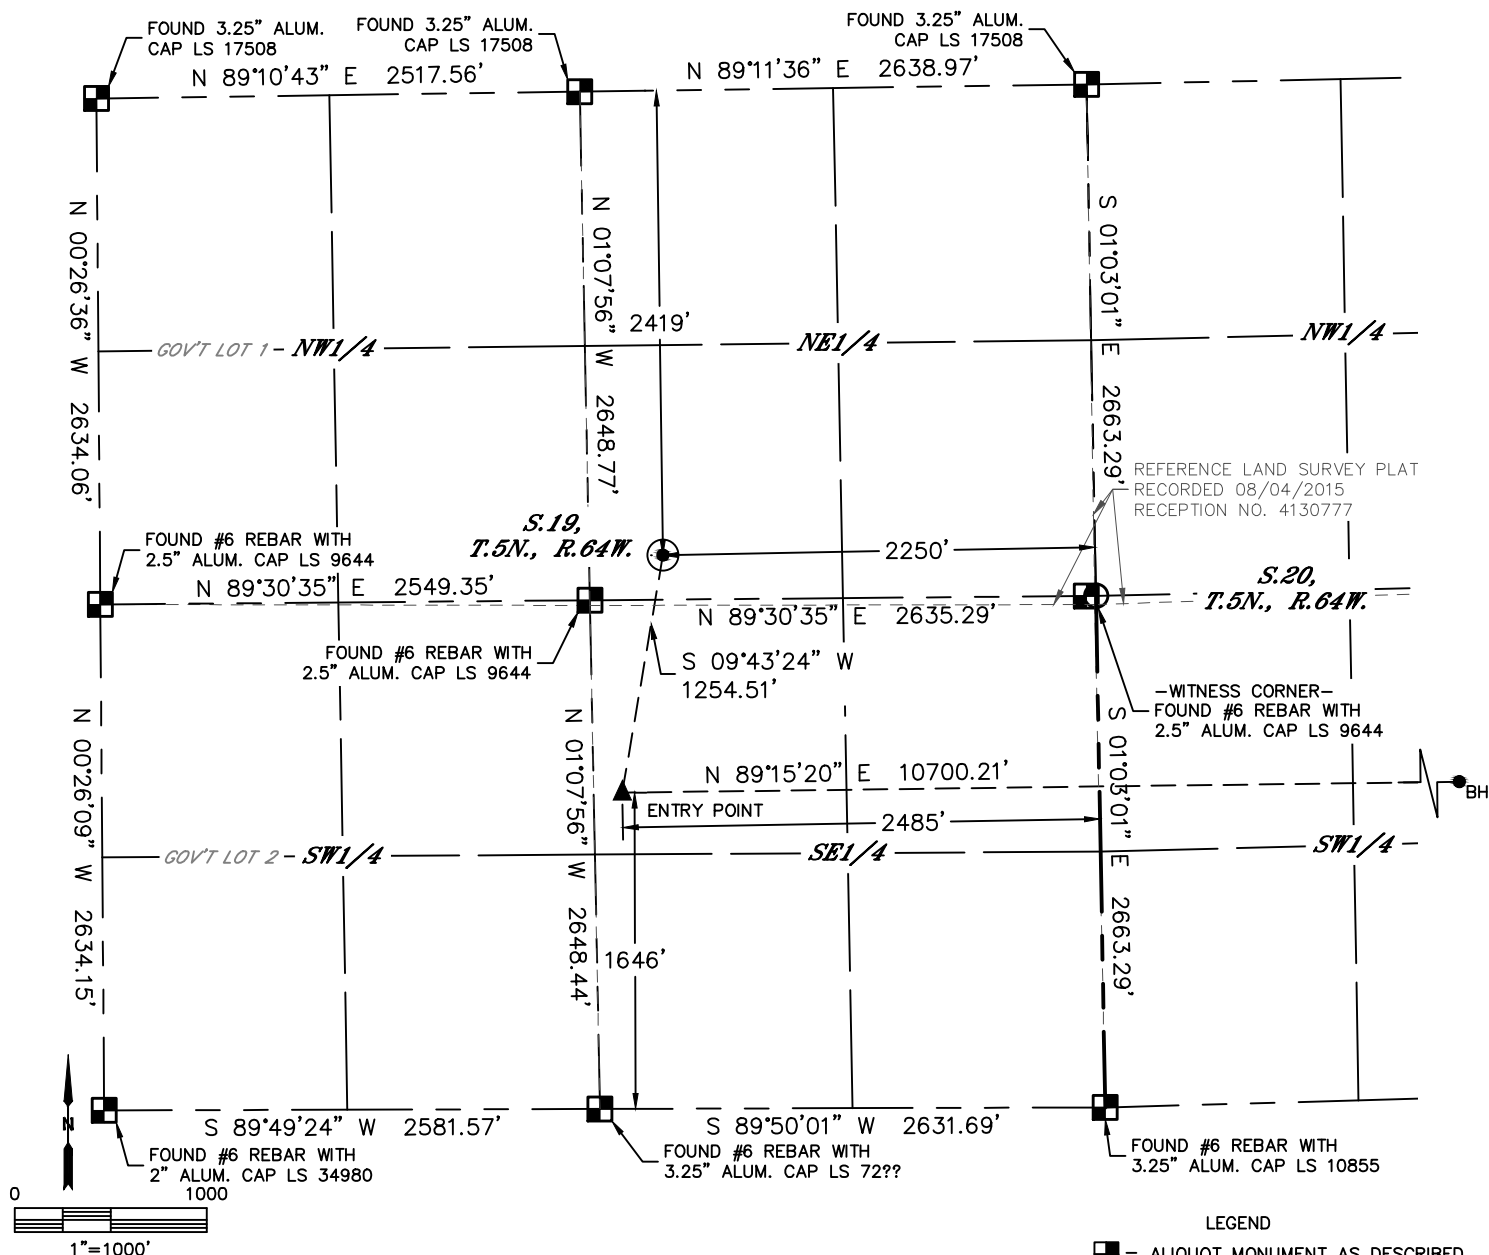 FOUND 3.25” ALUM.
CAP LS 17508
FOUND 3.25” ALUM.
CAP LS 17508
FOUND 3.25” ALUM.
CAP LS 17508
N 89°10’43” E 2517.56’
N 89°11’36” E 2638.97’
N 00°26’36” W 2634.06’
N 01°07’56” W 2648.77’
S 01°03’01” E 2663.29’
2419’
GOV’T LOT 1 – NW1/4
NE1/4
NW1/4
REFERENCE LAND SURVEY PLAT
RECORDED 08/04/2015
RECEPTION NO. 4130777
S.19,
T.5N., R.64W.
2250’
FOUND #6 REBAR WITH
2.5” ALUM. CAP LS 9644
N 89°30’35” E 2549.35’
S.20,
T.5N., R.64W.
N 89°30’35” E 2635.29’
FOUND #6 REBAR WITH
2.5” ALUM. CAP LS 9644
S 09°43’24” W
1254.51’
–WITNESS CORNER–
FOUND #6 REBAR WITH
2.5” ALUM. CAP LS 9644
N 00°26’09” W 2634.15’
N 01°07’56” W 2648.44’
S 01°03’01” E 2663.29’
N 89°15’20” E 10700.21’
BH
ENTRY POINT
2485’
GOV’T LOT 2 – SW1/4
SE1/4
SW1/4
1646’
S 89°49’24” W 2581.57’
S 89°50’01” W 2631.69’
N
FOUND #6 REBAR WITH
2” ALUM. CAP LS 34980
FOUND #6 REBAR WITH
3.25” ALUM. CAP LS 72??
FOUND #6 REBAR WITH
3.25” ALUM. CAP LS 10855
0 1000
1”=1000’
LEGEND
– ALIQUOT MONUMENT AS DESCRIBED